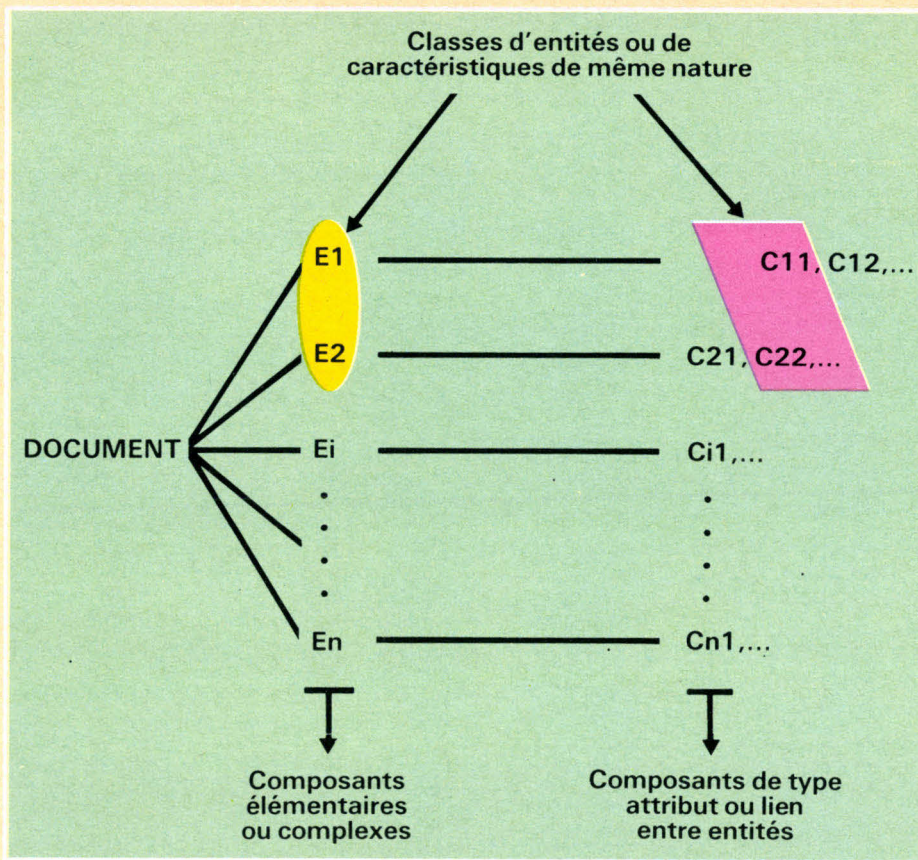 Classes d'entités ou de
caractéristiques de même nature
E1
C11, C12,...
E2
C21, C22,...
DOCUMENT
Ei
Ci1,...
En
Cn1,...
Composants
élémentaires
ou complexes
Composants de type
attribut ou lien
entre entités